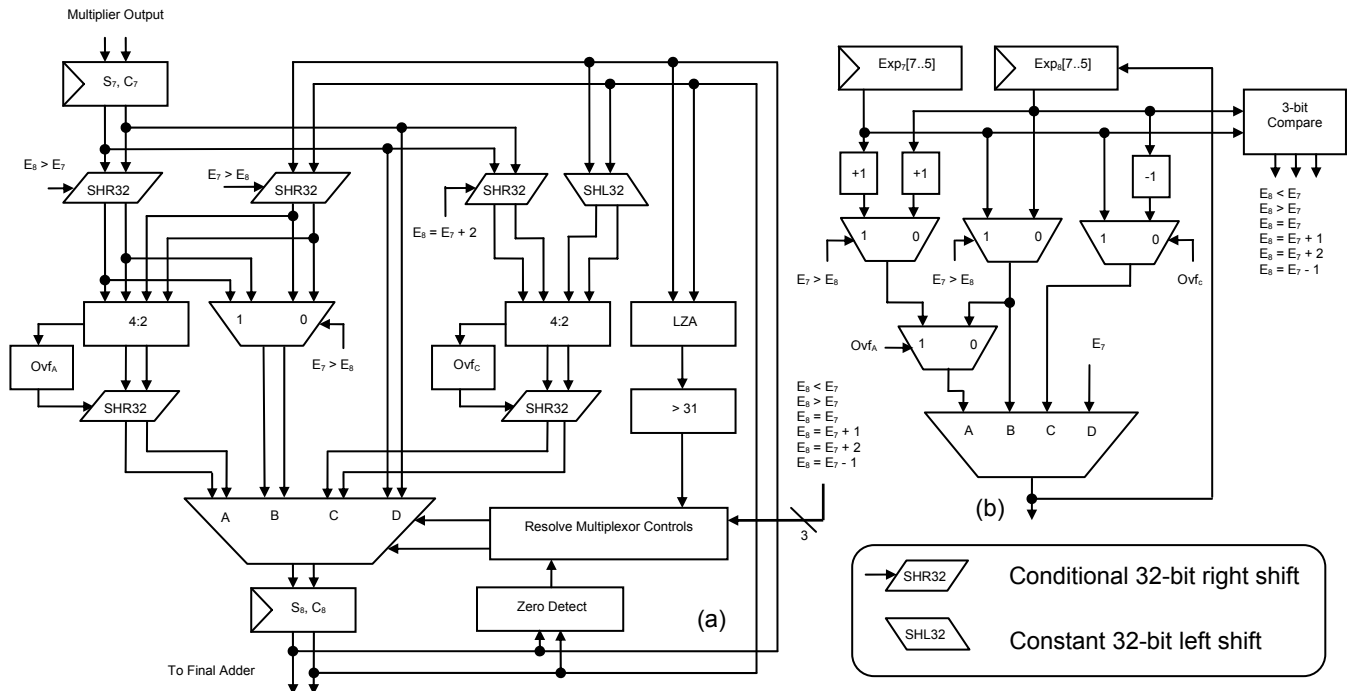 Multiplier Output
S₇, C₇
E₈ > E₇
SHR32
E₇ > E₈
SHR32
SHR32
SHL32
E₈ = E₇ + 2
4:2
1 0
E₇ > E₈
4:2
LZA
Ovf_A
Ovf_C
SHR32
SHR32
> 31
A B C D
Resolve Multiplexor Controls
3
S₈, C₈
Zero Detect
(a)
To Final Adder
Exp₇[7..5]
Exp₈[7..5]
3-bit
Compare
+1
+1
-1
E₈ < E₇
E₈ > E₇
E₈ = E₇
E₈ = E₇ + 1
E₈ = E₇ + 2
E₈ = E₇ - 1
1 0
1 0
1 0
E₇ > E₈
E₇ > E₈
Ovf_C
Ovf_A
1 0
E₇
E₈ < E₇
E₈ > E₇
E₈ = E₇
E₈ = E₇ + 1
E₈ = E₇ + 2
E₈ = E₇ - 1
A B C D
(b)
SHR32
Conditional 32-bit right shift
SHL32
Constant 32-bit left shift